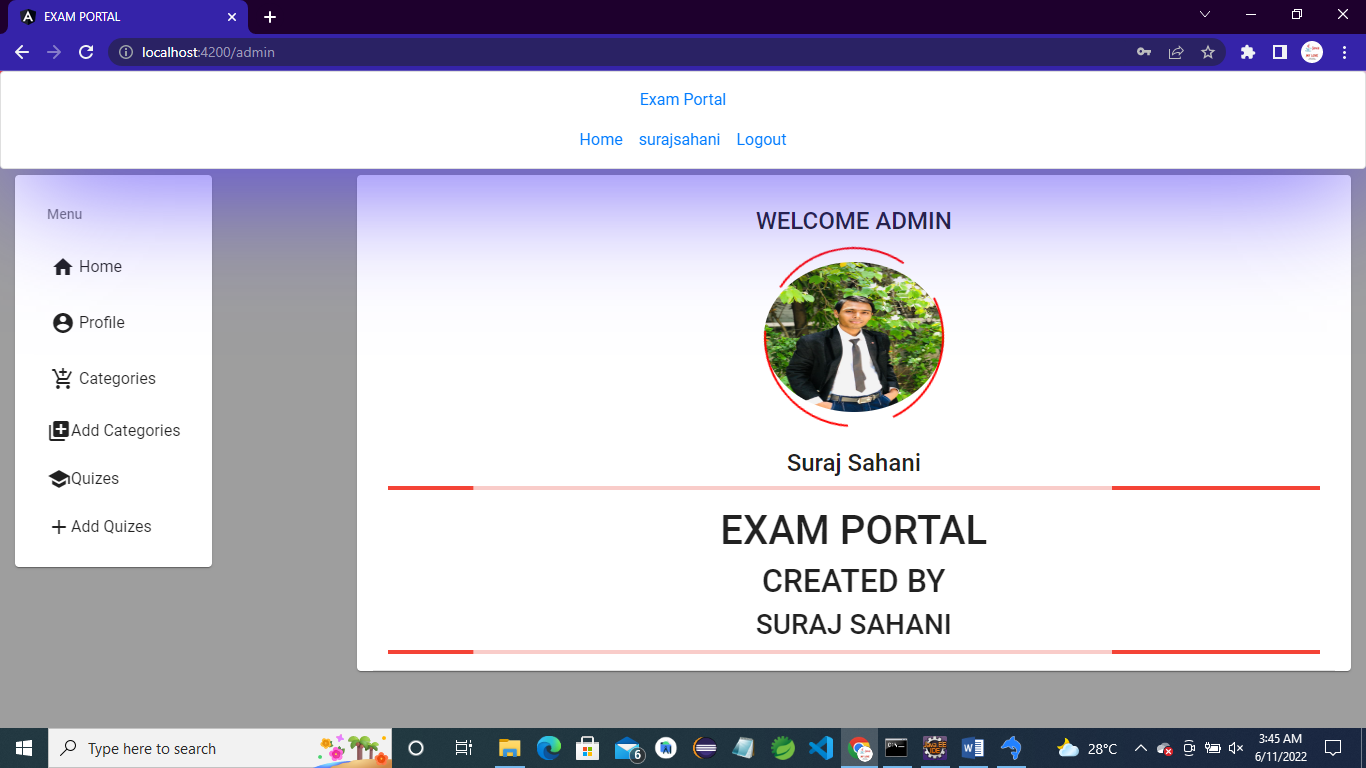 EXAM PORTAL
localhost:4200/admin
Exam Portal
Home surajsahani Logout
Menu
Home
Profile
Categories
Add Categories
Quizes
Add Quizes
WELCOME ADMIN
Suraj Sahani
EXAM PORTAL
CREATED BY
SURAJ SAHANI
Type here to search
6
28°C
3:45 AM
6/11/2022